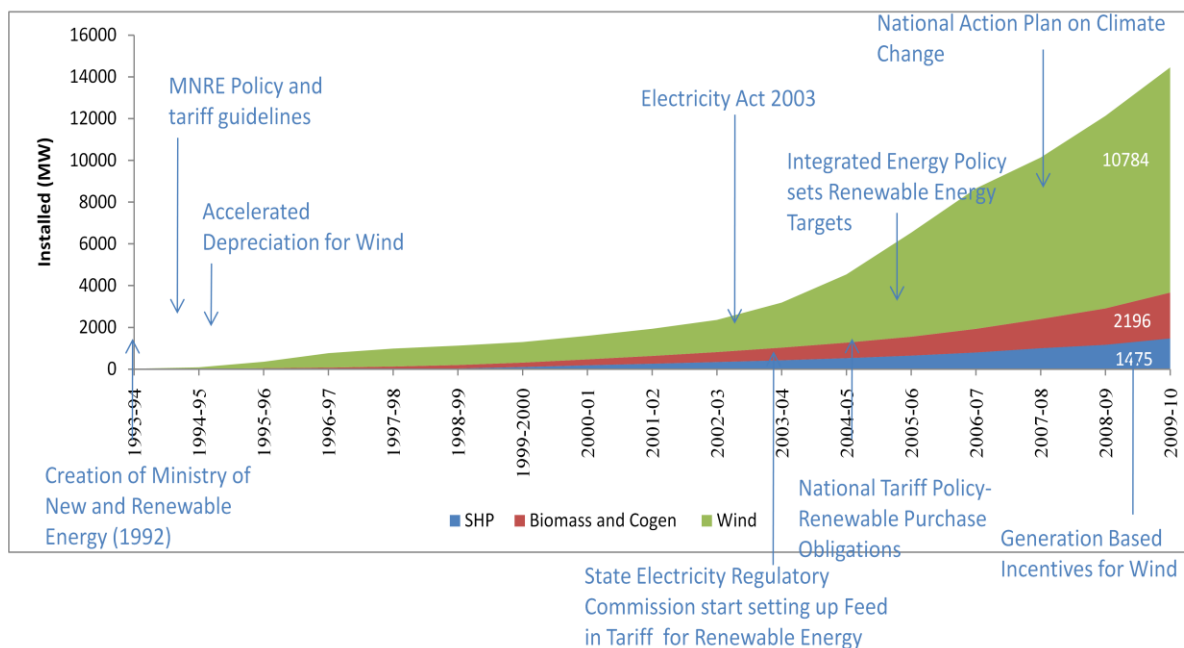 National Action Plan on Climate
Change
MNRE Policy and
tariff guidelines
Electricity Act 2003
Integrated Energy Policy
sets Renewable Energy
Targets
Accelerated
Depreciation for Wind
Installed (MW)
16000
14000
12000
10000
8000
6000
4000
2000
0
10784
2196
1475
1993-94
1994-95
1995-96
1996-97
1997-98
1998-99
1999-2000
2000-01
2001-02
2002-03
2003-04
2004-05
2005-06
2006-07
2007-08
2008-09
2009-10
Creation of Ministry of
New and Renewable
Energy (1992)
SHP
Biomass and Cogen
Wind
National Tariff Policy-
Renewable Purchase
Obligations
Generation Based
Incentives for Wind
State Electricity Regulatory
Commission start setting up Feed
in Tariff for Renewable Energy